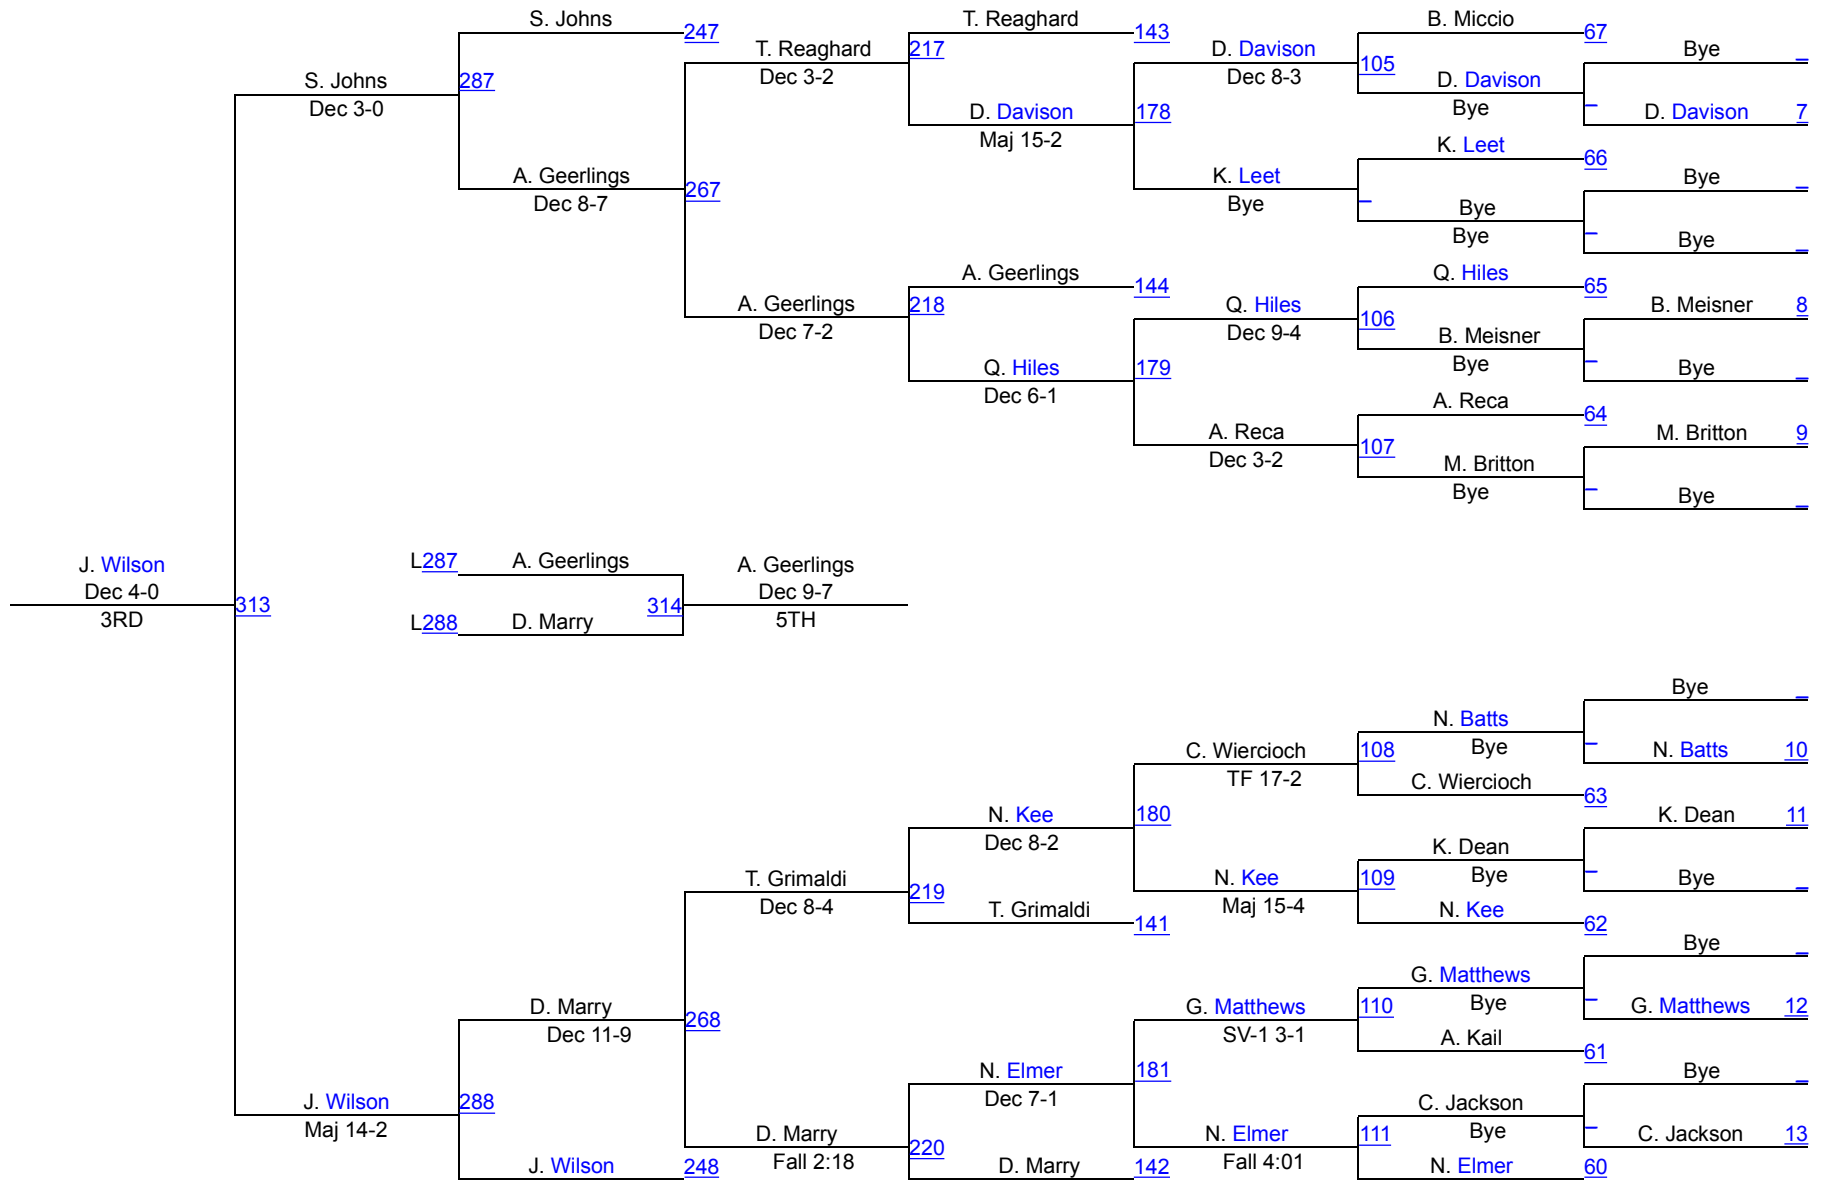 S. Johns
247
T. Reaghard
143
B. Miccio
67
T. Reaghard
Dec 3-2
217
D. Davison
Dec 8-3
105
Bye
_
S. Johns
Dec 3-0
287
D. Davison
Bye
_
D. Davison
7
D. Davison
Maj 15-2
178
K. Leet
66
A. Geerlings
Dec 8-7
267
K. Leet
Bye
_
Bye
Bye
Bye
_
_
Bye
_
A. Geerlings
144
Q. Hiles
65
A. Geerlings
Dec 7-2
218
Q. Hiles
Dec 9-4
106
B. Meisner
8
B. Meisner
Bye
_
Bye
_
Q. Hiles
Dec 6-1
179
A. Reca
64
A. Reca
Dec 3-2
107
M. Britton
9
M. Britton
Bye
_
Bye
_
J. Wilson
Dec 4-0
3RD
313
L287
A. Geerlings
L288
D. Marry
314
A. Geerlings
Dec 9-7
5TH
Bye
_
N. Batts
Bye
_
N. Batts
10
C. Wiercioch
TF 17-2
108
C. Wiercioch
63
N. Kee
Dec 8-2
180
K. Dean
11
K. Dean
Bye
_
Bye
_
T. Grimaldi
Dec 8-4
219
N. Kee
Maj 15-4
109
N. Kee
62
T. Grimaldi
141
Bye
_
G. Matthews
Bye
_
G. Matthews
12
D. Marry
Dec 11-9
268
G. Matthews
SV-1 3-1
110
A. Kail
61
N. Elmer
Dec 7-1
181
Bye
_
J. Wilson
Maj 14-2
288
C. Jackson
Bye
_
C. Jackson
13
D. Marry
Fall 2:18
220
N. Elmer
Fall 4:01
111
J. Wilson
248
D. Marry
142
N. Elmer
60